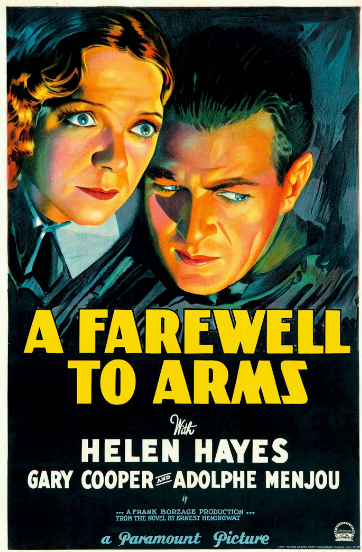 A FAREWELL
TO ARMS
With
HELEN HAYES
GARY COOPER AND ADOLPHE MENJOU
in
... A FRANK BORZAGE PRODUCTION ...
FROM THE NOVEL BY ERNEST HEMINGWAY
a Paramount Picture